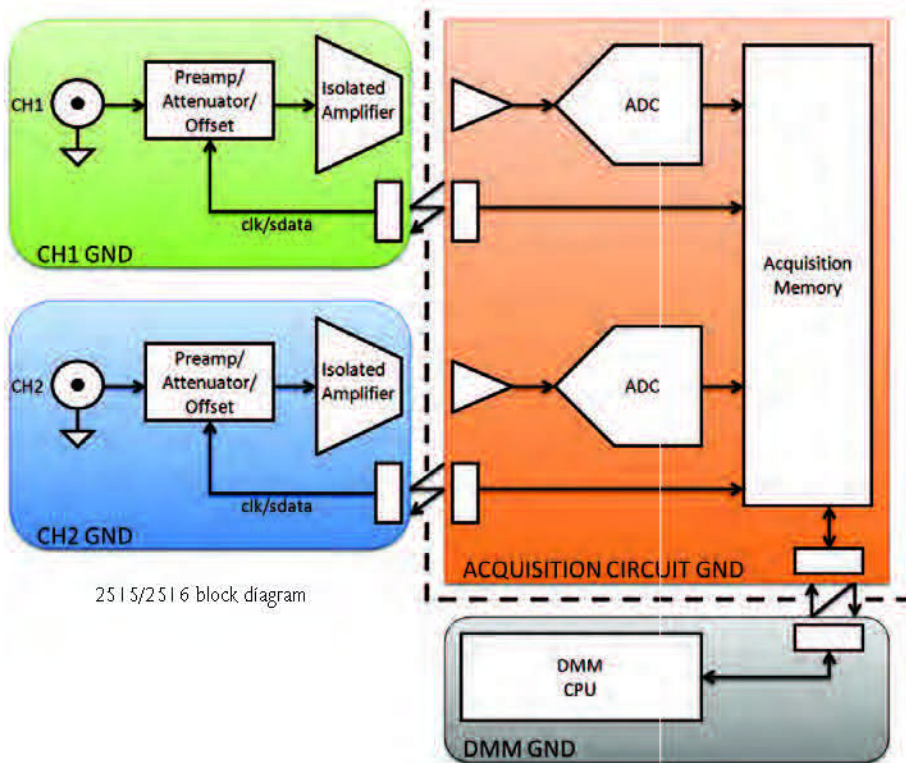 CH1
Preamp/
Attenuator/
Offset
Isolated
Amplifier
clk/sdata
CH1 GND
CH2
Preamp/
Attenuator/
Offset
Isolated
Amplifier
clk/sdata
CH2 GND
2515/2516 block diagram
ADC
ADC
Acquisition
Memory
ACQUISITION CIRCUIT GND
DMM
CPU
DMM GND